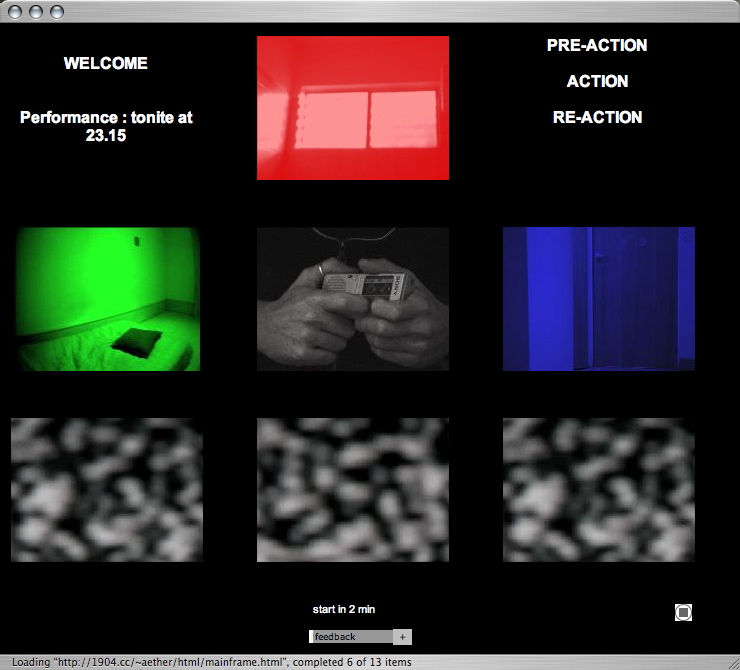 WELCOME
Performance : tonite at
23.15
PRE-ACTION
ACTION
RE-ACTION
SONY
start in 2 min
feedback
+
Loading "http://1904.cc/~aether/html/mainframe.html", completed 6 of 13 items